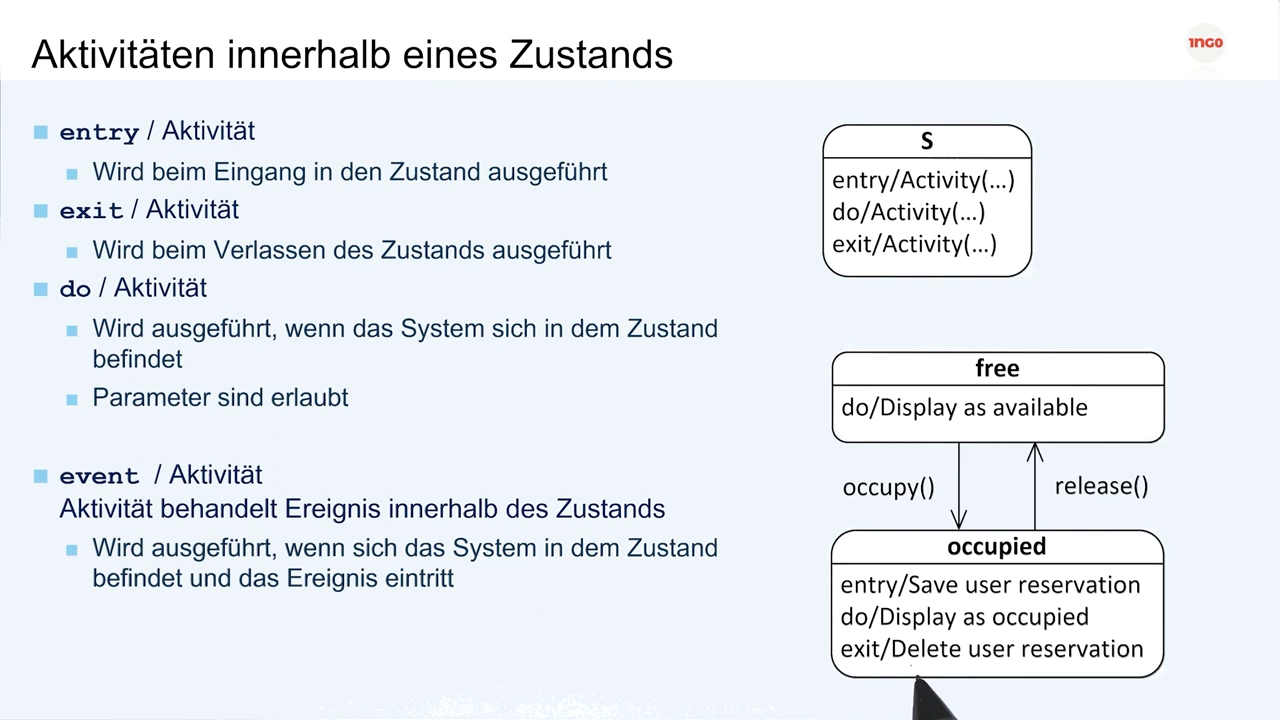 Aktivitäten innerhalb eines Zustands
1NGO
entry / Aktivität
Wird beim Eingang in den Zustand ausgeführt
exit / Aktivität
Wird beim Verlassen des Zustands ausgeführt
do / Aktivität
Wird ausgeführt, wenn das System sich in dem Zustand
befindet
Parameter sind erlaubt
event / Aktivität
Aktivität behandelt Ereignis innerhalb des Zustands
Wird ausgeführt, wenn sich das System in dem Zustand
befindet und das Ereignis eintritt
S
entry/Activity(...)
do/Activity(...)
exit/Activity(...)
free
do/Display as available
occupy()
release()
occupied
entry/Save user reservation
do/Display as occupied
exit/Delete user reservation